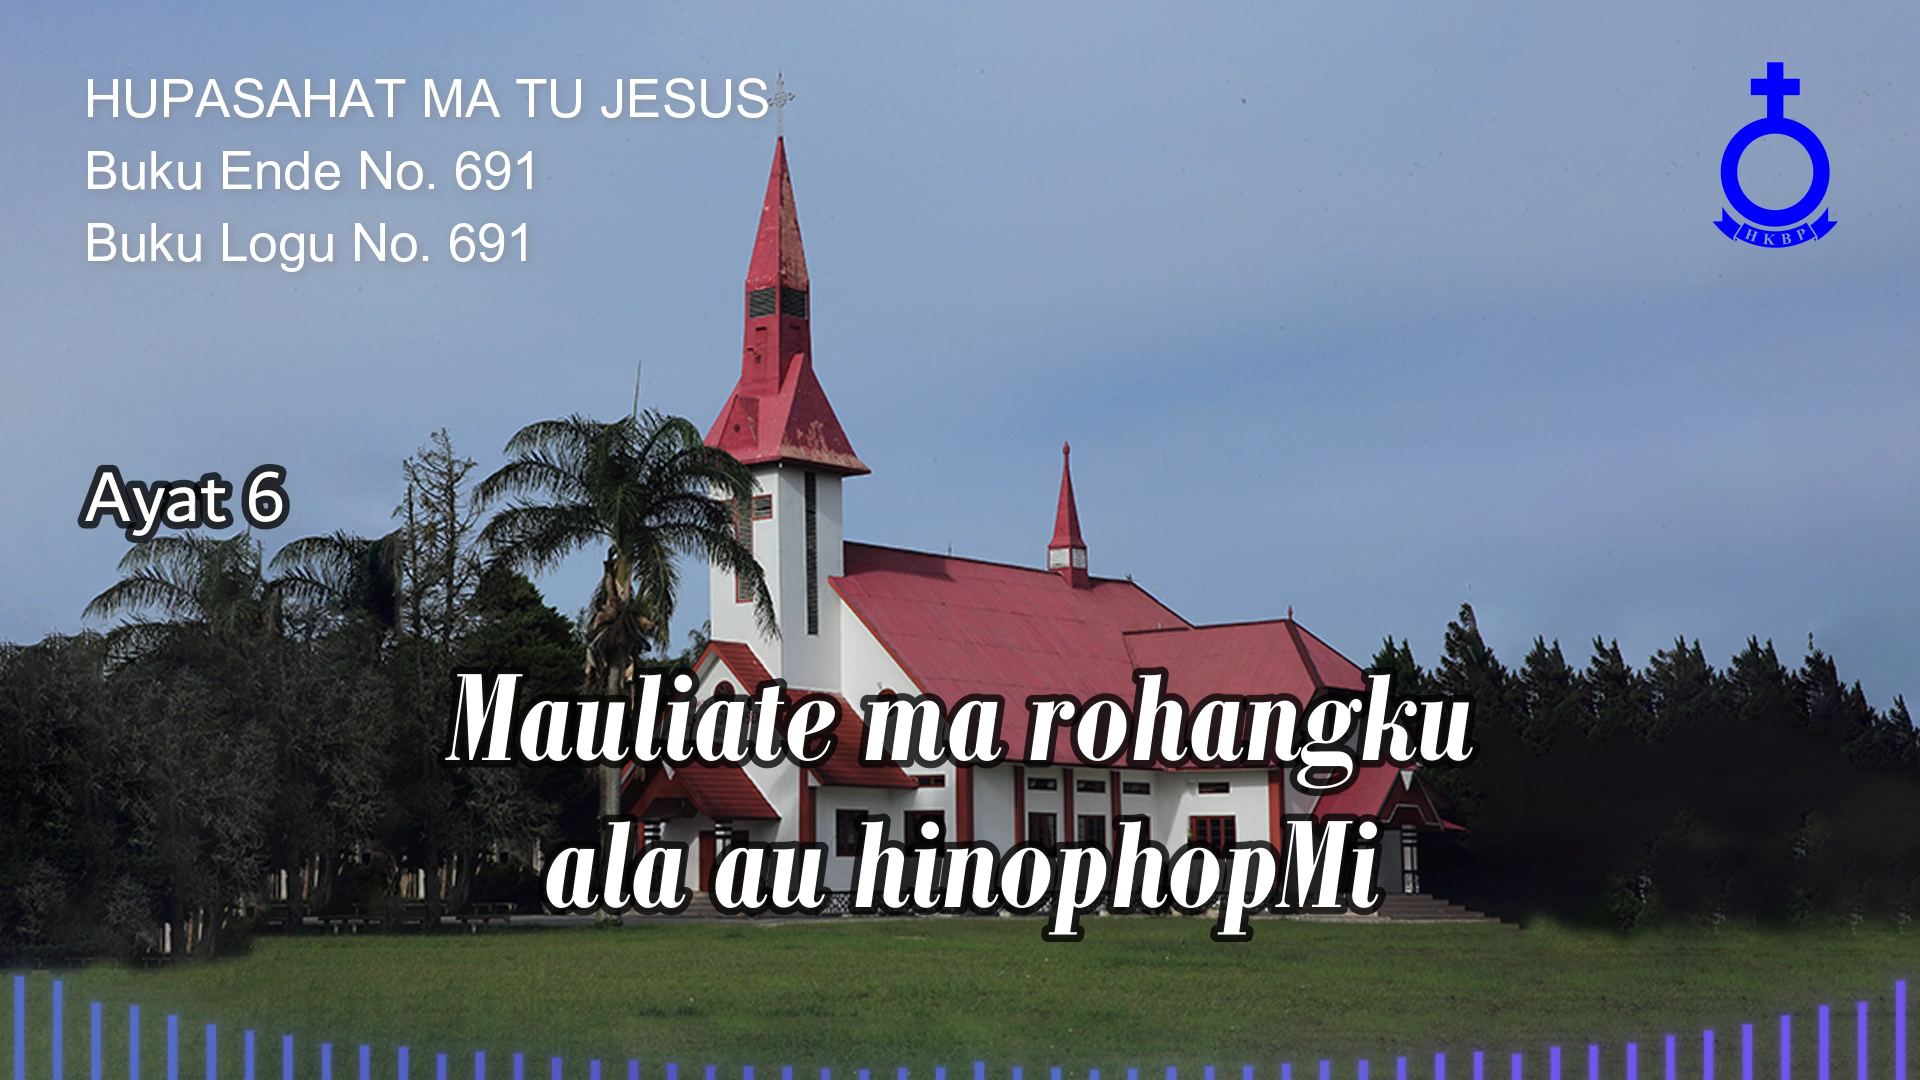 HUPASAHAT MA TU JESUS
Buku Ende No. 691
Buku Logu No. 691
HKBP
Ayat 6
Mauliate ma rohangku
ala au hinophopMi